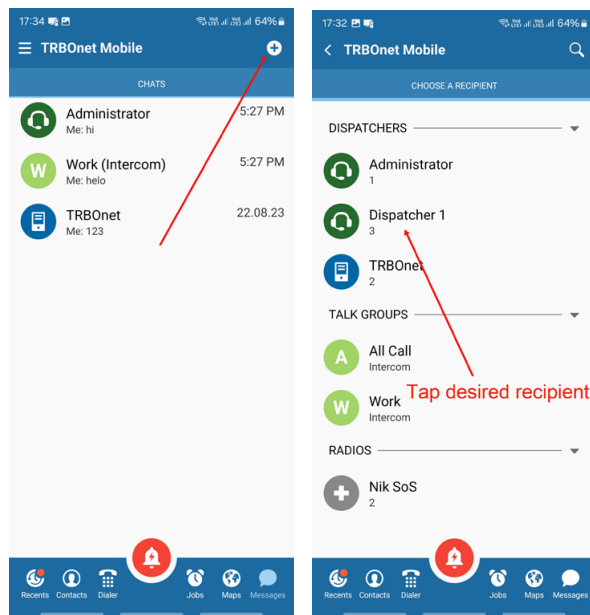 17:34
64%
TRBOnet Mobile
CHATS
Administrator
5:27 PM
Me: hi
W
Work (Intercom)
5:27 PM
Me: helo
TRBOnet
22.08.23
Me: 123
Recents
Contacts
Dialer
Jobs
Maps
Messages
17:32
64%
TRBOnet Mobile
CHOOSE A RECIPIENT
DISPATCHERS
Administrator
1
Dispatcher 1
3
TRBOnet
2
TALK GROUPS
A
All Call
Intercom
Tap desired recipient
W
Work
Intercom
RADIOS
Nik SoS
2
Recents
Contacts
Dialer
Jobs
Maps
Messages